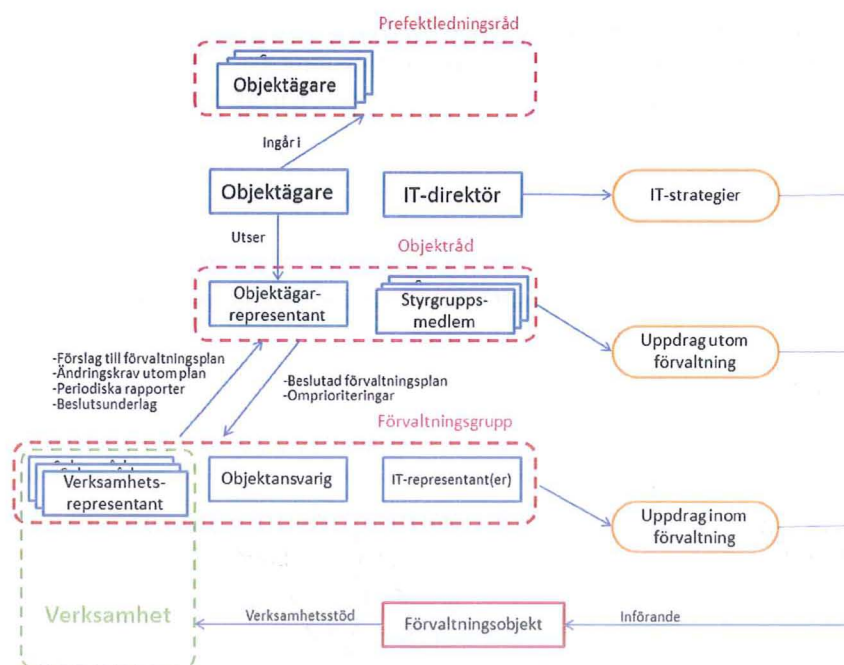 Prefektledningsråd
Objektägare
Ingår i
Objektägare
IT-direktör
IT-strategier
Utser
Objektråd
Objektägar-
representant
Styrgrupps-
medlem
Uppdrag utom
förvaltning
-Förslag till förvaltningsplan
-Ändringskrav utom plan
-Periodiska rapporter
-Beslutsunderlag
-Beslutad förvaltningsplan
-Omprioriteringar
Förvaltningsgrupp
Verksamhets-
representant
Objektansvarig
IT-representant(er)
Uppdrag inom
förvaltning
Verksamhet
Verksamhetsstöd
Förvaltningsobjekt
Införande